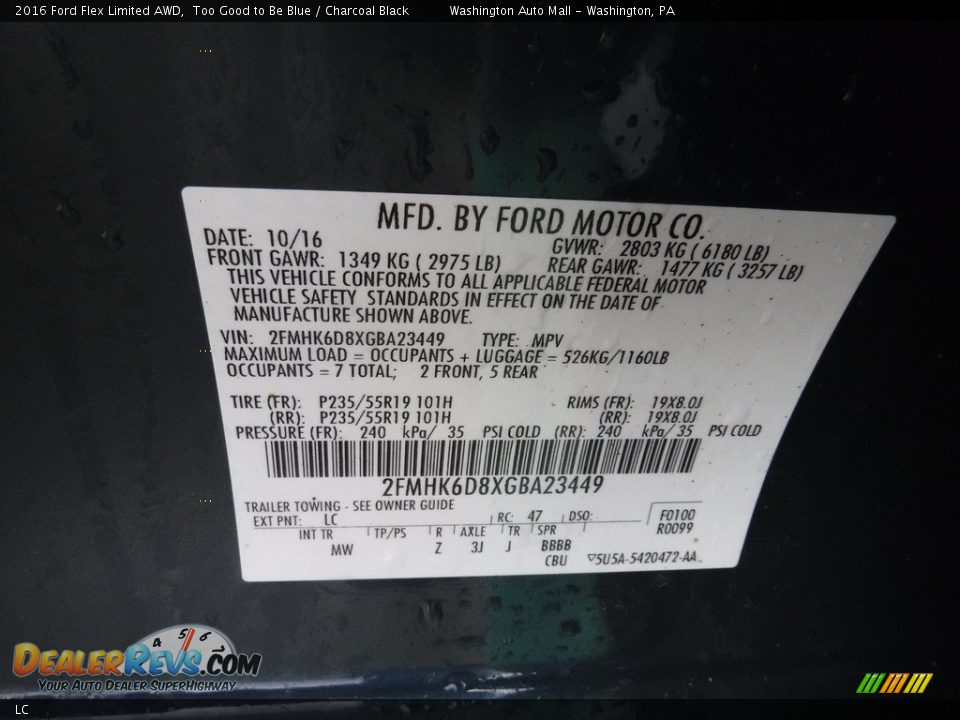 2016 Ford Flex Limited AWD, Too Good to Be Blue / Charcoal Black Washington Auto Mall - Washington, PA
MFD. BY FORD MOTOR CO.
DATE: 10/16 GVWR: 2803 KG ( 6180 LB)
FRONT GAWR: 1349 KG ( 2975 LB) REAR GAWR: 1477 KG ( 3257 LB)
THIS VEHICLE CONFORMS TO ALL APPLICABLE FEDERAL MOTOR
VEHICLE SAFETY STANDARDS IN EFFECT ON THE DATE OF
MANUFACTURE SHOWN ABOVE.
VIN: 2FMHK6D8XGBA23449 TYPE: MPV
MAXIMUM LOAD = OCCUPANTS + LUGGAGE = 526KG/1160LB
OCCUPANTS = 7 TOTAL; 2 FRONT, 5 REAR
TIRE (FR): P235/55R19 101H RIMS (FR): 19X8.0J
(RR): P235/55R19 101H (RR): 19X8.0J
PRESSURE (FR): 240 kPa/ 35 PSI COLD (RR): 240 kPa/ 35 PSI COLD
2FMHK6D8XGBA23449
TRAILER TOWING - SEE OWNER GUIDE
EXT PNT: LC RC: 47 DSO: F0100
R0099
INT TR TP/PS R AXLE TR SPR
MW Z 3J J BBBB
CBU ▽5U5A-5420472-AA
4 5 6
DEALERREVS.COM
YOUR AUTO DEALER SUPERHIGHWAY
LC